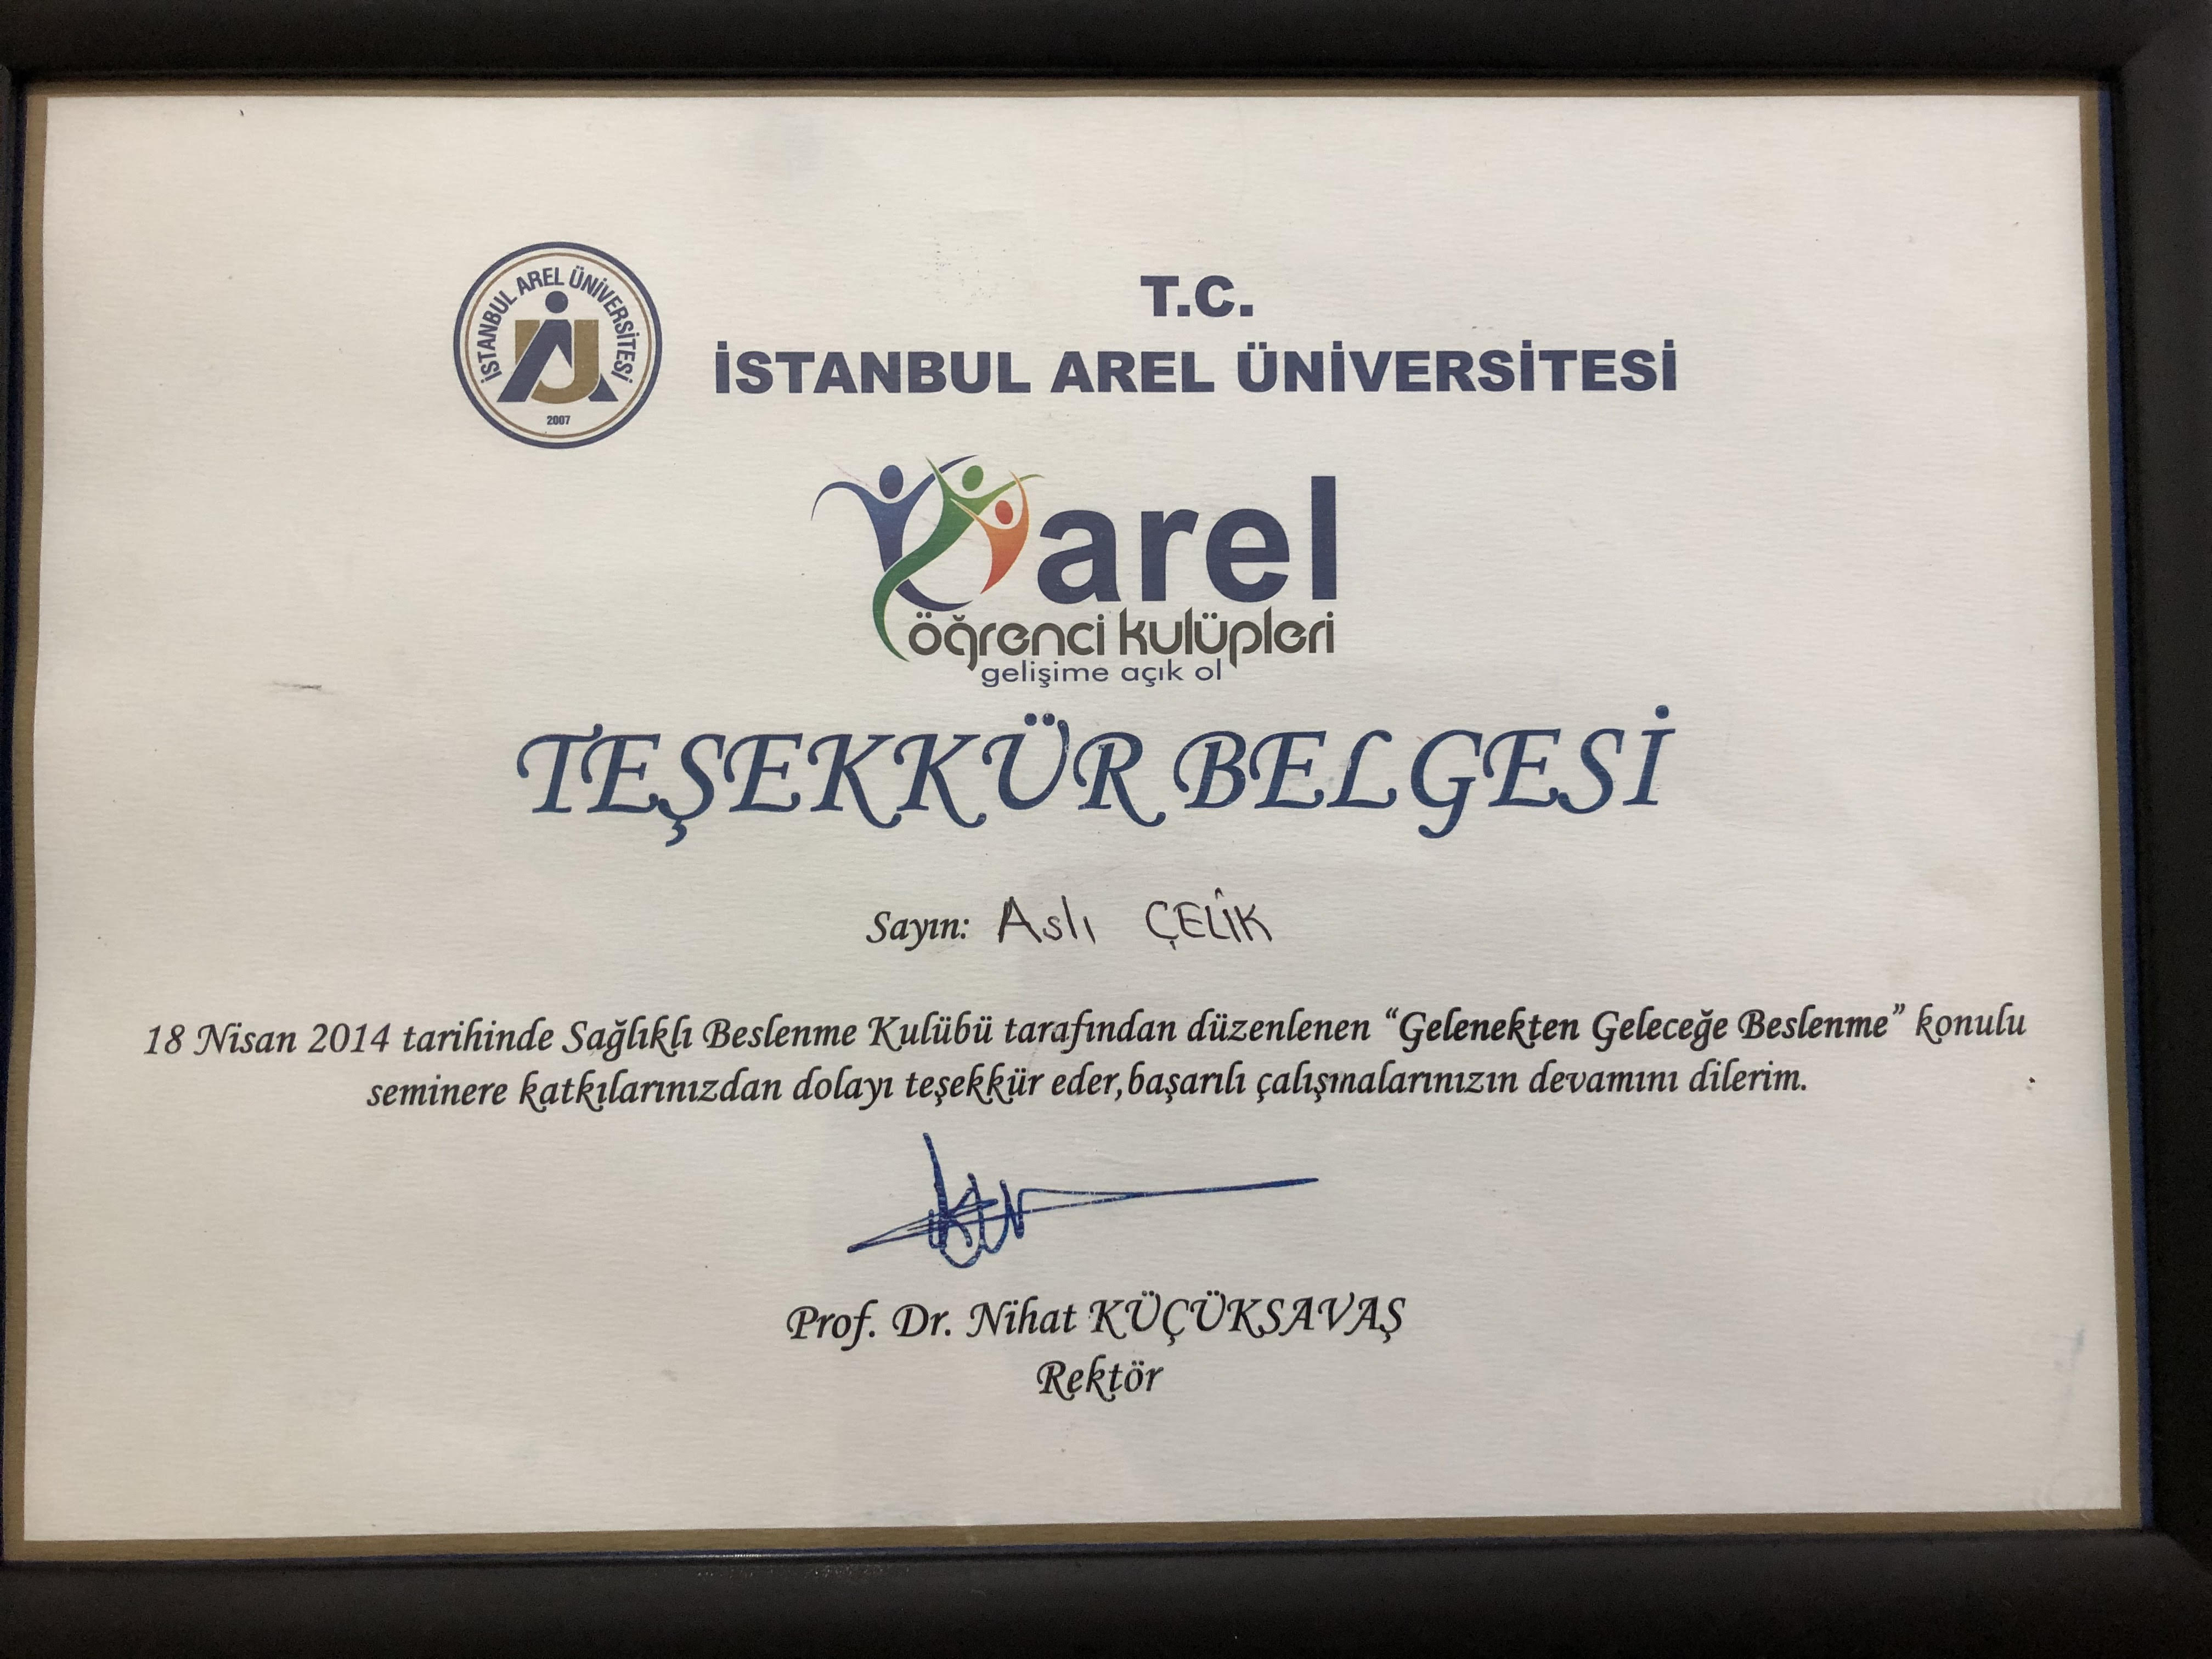 İSTANBUL AREL ÜNİVERSİTESİ
2007
T.C.
İSTANBUL AREL ÜNİVERSİTESİ
arel
öğrenci kulüpleri
gelişime açık ol
TEŞEKKÜR BELGESİ
Sayın: Aslı ÇELİK
18 Nisan 2014 tarihinde Sağlıklı Beslenme Kulübü tarafından düzenlenen “Gelenekten Geleceğe Beslenme” konulu
seminere katkılarınızdan dolayı teşekkür eder,başarılı çalışmalarınızın devamını dilerim.
Prof. Dr. Nihat KÜÇÜKSAVAŞ
Rektör